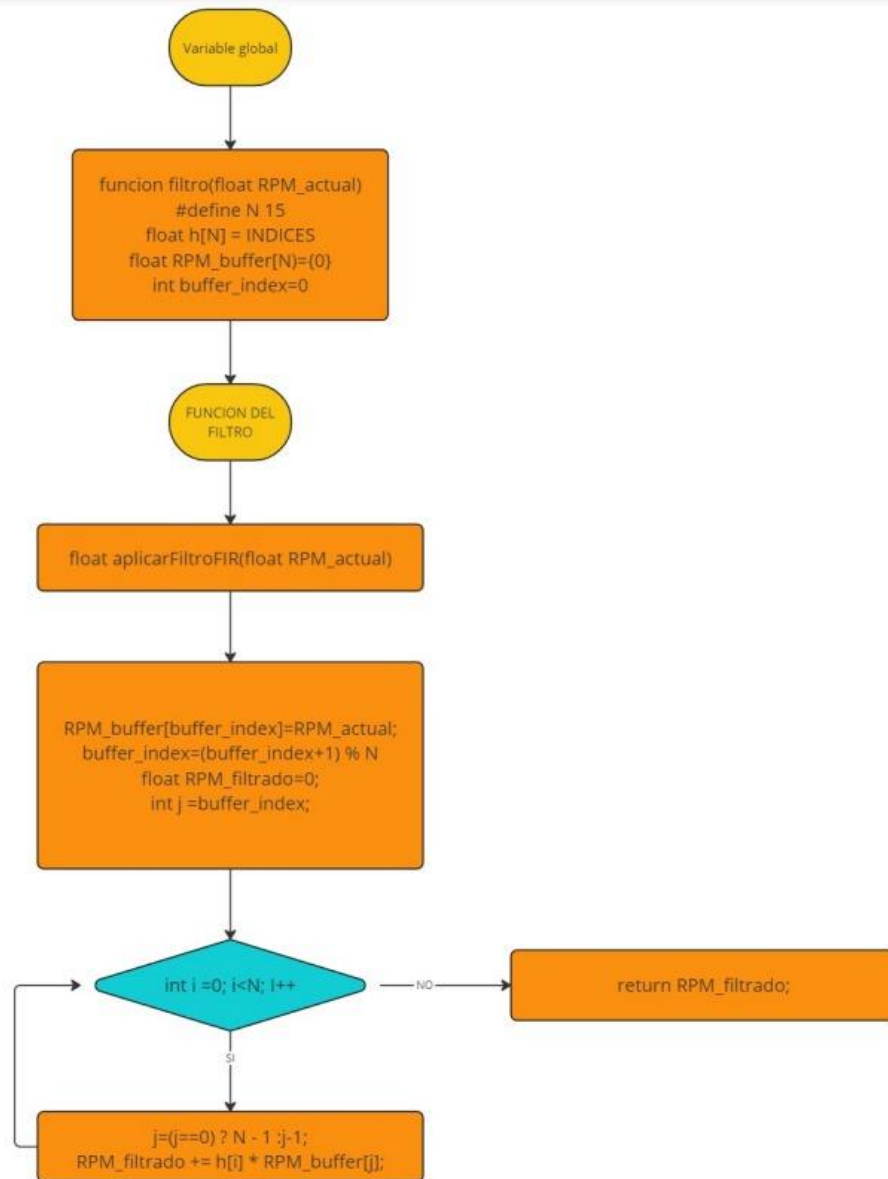 Variable global
funcion filtro(float RPM_actual)
#define N 15
float h[N] = INDICES
float RPM_buffer[N)={0}
int buffer_index=0
FUNCION DEL
FILTRO
float aplicarFiltroFIR(float RPM_actual)
RPM_buffer[buffer_index]=RPM_actual;
buffer_index=(buffer_index+1) % N
float RPM_filtrado=0;
int j =buffer_index;
int i =0; i<N; I++
NO
return RPM_filtrado;
SI
j=(j==0) ? N - 1 :j-1;
RPM_filtrado += h[i] * RPM_buffer[j];